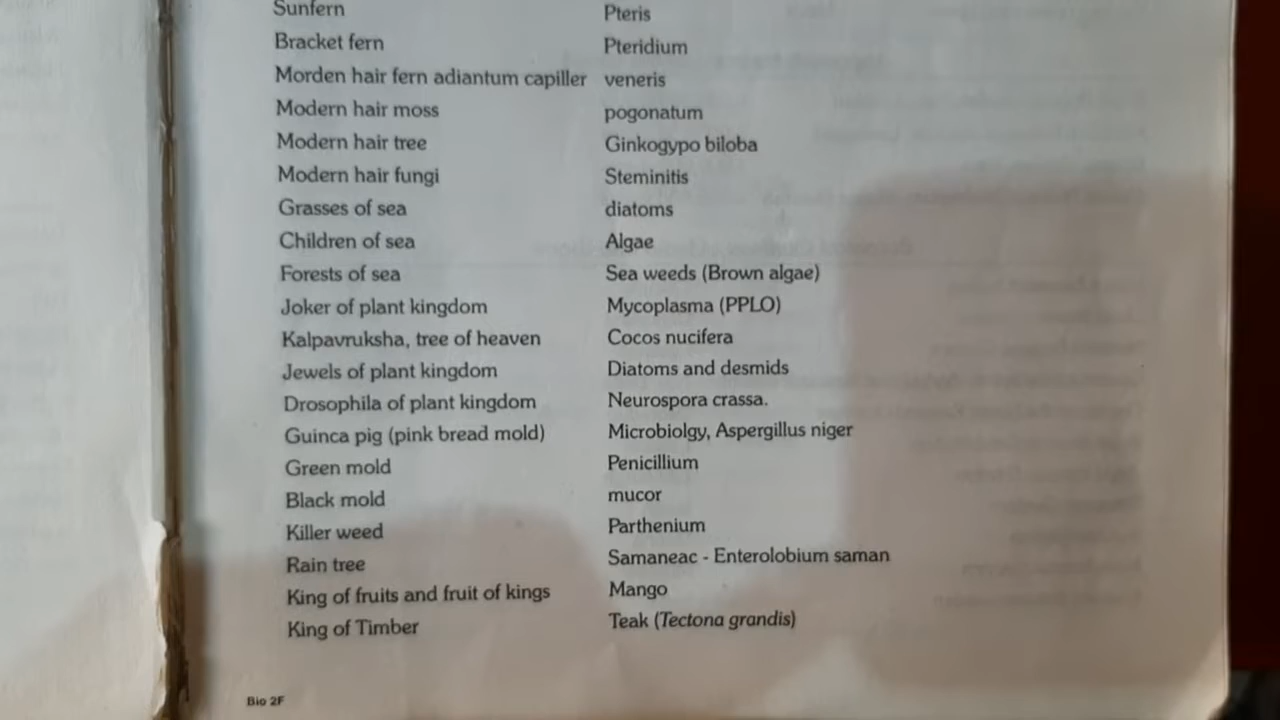 Sunfern Pteris
Bracket fern Pteridium
Morden hair fern adiantum capiller veneris
Modern hair moss pogonatum
Modern hair tree Ginkogypo biloba
Modern hair fungi Steminitis
Grasses of sea diatoms
Children of sea Algae
Forests of sea Sea weeds (Brown algae)
Joker of plant kingdom Mycoplasma (PPLO)
Kalpavruksha, tree of heaven Cocos nucifera
Jewels of plant kingdom Diatoms and desmids
Drosophila of plant kingdom Neurospora crassa.
Guinca pig (pink bread mold) Microbiolgy, Aspergillus niger
Green mold Penicillium
Black mold mucor
Killer weed Parthenium
Rain tree Samaneac - Enterolobium saman
King of fruits and fruit of kings Mango
King of Timber Teak (Tectona grandis)
Bio 2F